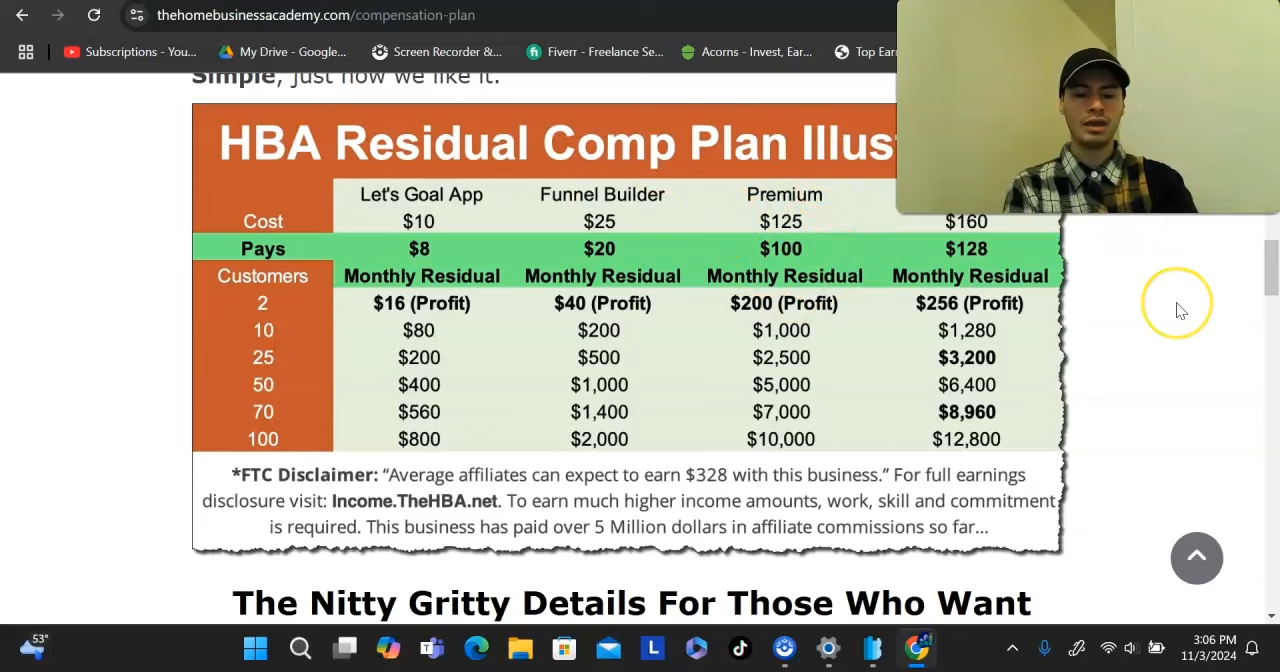 thehomebusinessacademy.com/compensation-plan
Subscriptions - You... My Drive - Google... Screen Recorder &... Fiverr - Freelance Se... Acorns - Invest, Ear... Top Ear
Simple, just how we like it.
HBA Residual Comp Plan Illus
Let's Goal App Funnel Builder Premium
Cost $10 $25 $125 $160
Pays $8 $20 $100 $128
Customers Monthly Residual Monthly Residual Monthly Residual Monthly Residual
2 $16 (Profit) $40 (Profit) $200 (Profit) $256 (Profit)
10 $80 $200 $1,000 $1,280
25 $200 $500 $2,500 $3,200
50 $400 $1,000 $5,000 $6,400
70 $560 $1,400 $7,000 $8,960
100 $800 $2,000 $10,000 $12,800
*FTC Disclaimer: “Average affiliates can expect to earn $328 with this business.” For full earnings
disclosure visit: Income.TheHBA.net. To earn much higher income amounts, work, skill and commitment
is required. This business has paid over 5 Million dollars in affiliate commissions so far...
The Nitty Gritty Details For Those Who Want
53°
3:06 PM
11/3/2024